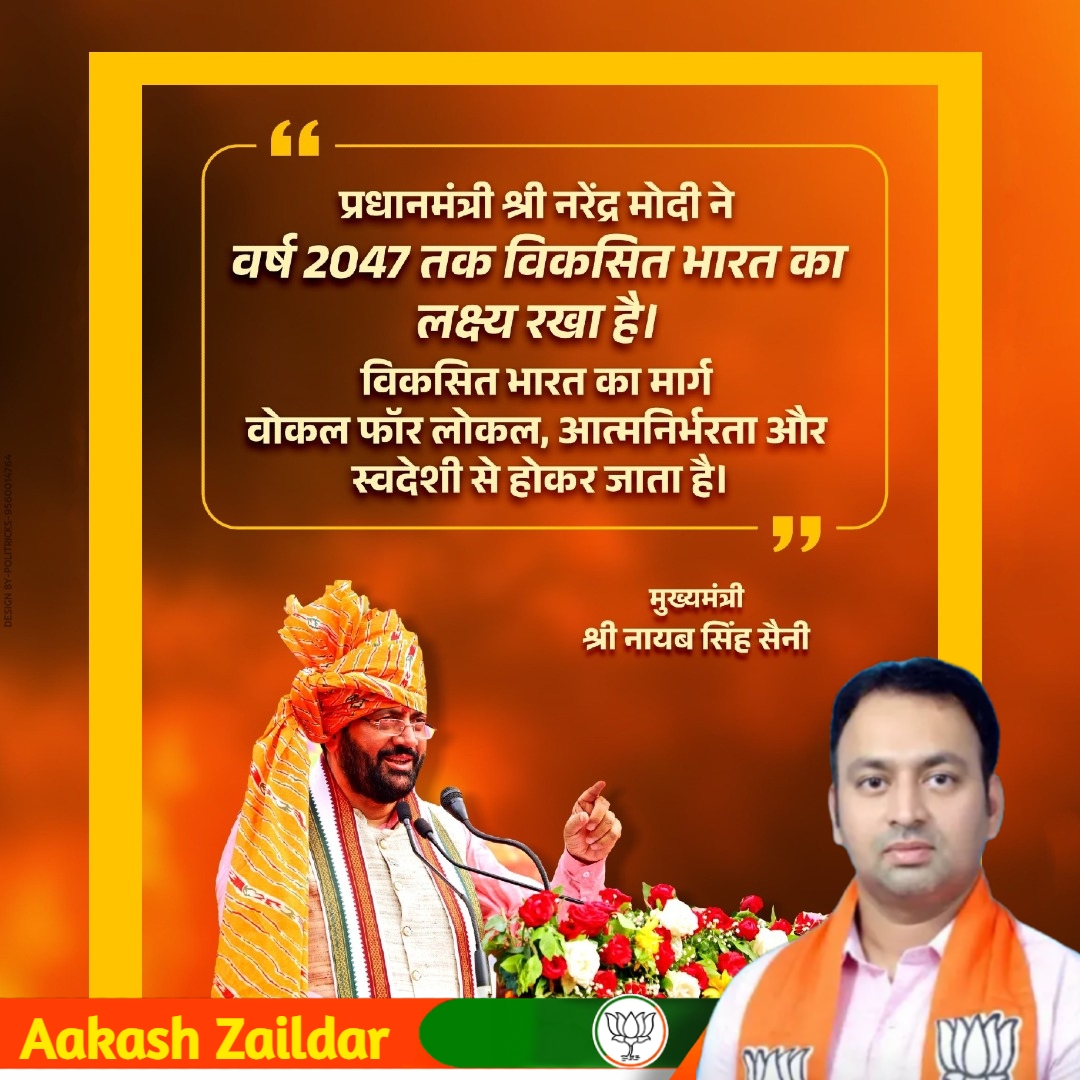 प्रधानमंत्री श्री नरेंद्र मोदी ने
वर्ष 2047 तक विकसित भारत का
लक्ष्य रखा है।
विकसित भारत का मार्ग
वोकल फॉर लोकल, आत्मनिर्भरता और
स्वदेशी से होकर जाता है।
मुख्यमंत्री
श्री नायब सिंह सैनी
Aakash Zaildar